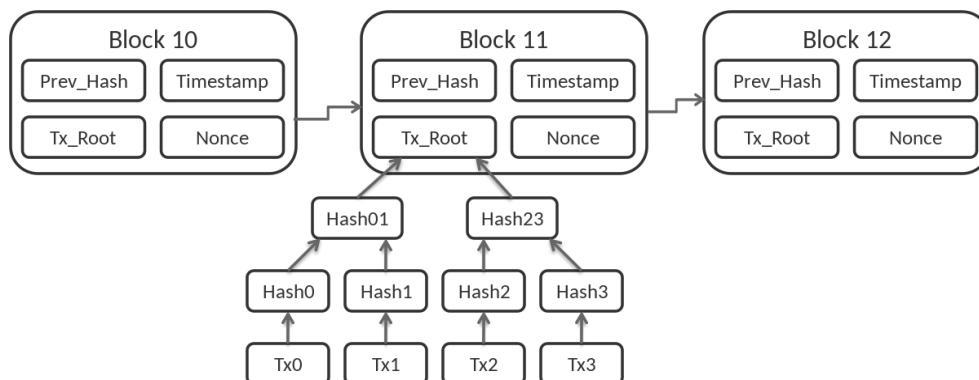 Block 10 Block 11 Block 12
Prev_Hash Timestamp Prev_Hash Timestamp Prev_Hash Timestamp
Tx_Root Nonce Tx_Root Nonce Tx_Root Nonce
Hash01 Hash23
Hash0 Hash1 Hash2 Hash3
Tx0 Tx1 Tx2 Tx3